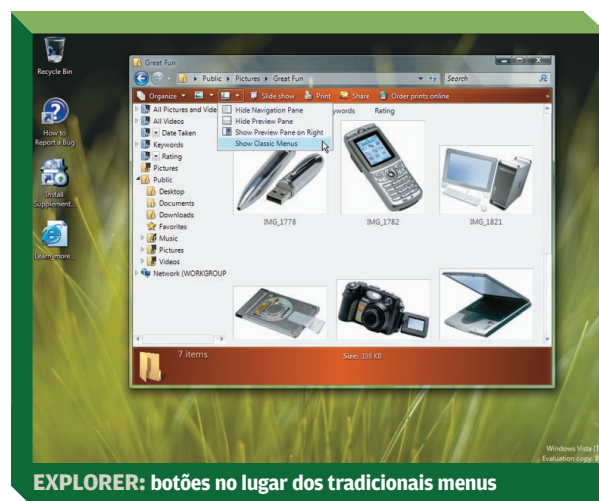 Recycle Bin
How to
Report a Bug
Install
Supplement...
Learn more...
Great Fun
Public
Pictures
Great Fun
Search
Organize
Slide show
Print
Share
Order prints online
Hide Navigation Pane
Hide Preview Pane
Show Preview Pane on Right
Show Classic Menus
All Pictures and Vide
All Videos
Date Taken
Keywords
Rating
Pictures
Public
Desktop
Documents
Downloads
Favorites
Music
Pictures
Videos
Network (WORKGROUP
ywords Rating
IMG_1778 IMG_1782 IMG_1821
7 items
Size: 198 KB
Windows Vista (T
Evaluation copy. B
EXPLORER: botões no lugar dos tradicionais menus